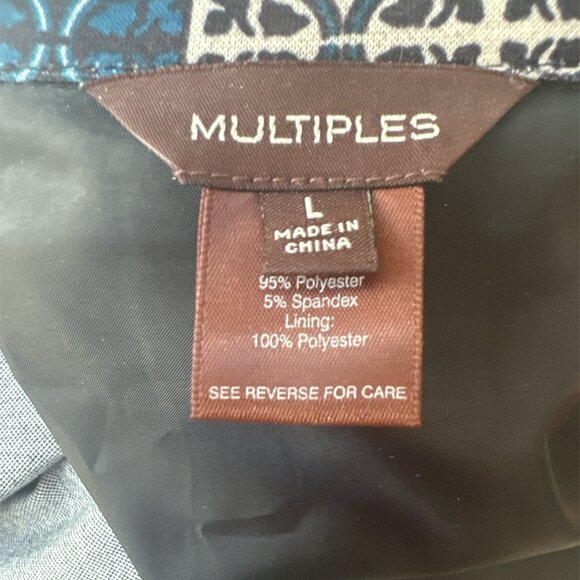 MULTIPLES
L
MADE IN
CHINA
95% Polyester
5% Spandex
Lining:
100% Polyester
SEE REVERSE FOR CARE